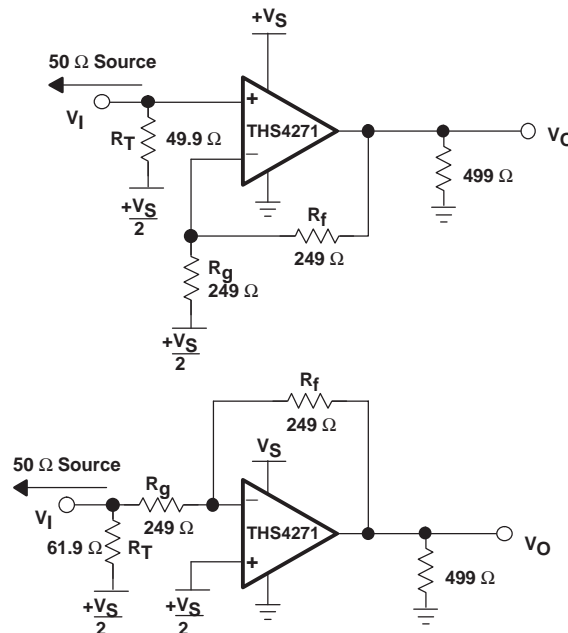 +VS
50 Ω Source
VI
+
THS4271
VO
RT
49.9 Ω
−
499 Ω
+VS
2
Rf
249 Ω
Rg
249 Ω
+VS
2
Rf
249 Ω
VS
50 Ω Source
Rg
VI
249 Ω
−
THS4271
VO
61.9 Ω
RT
+
499 Ω
+VS
2
+VS
2